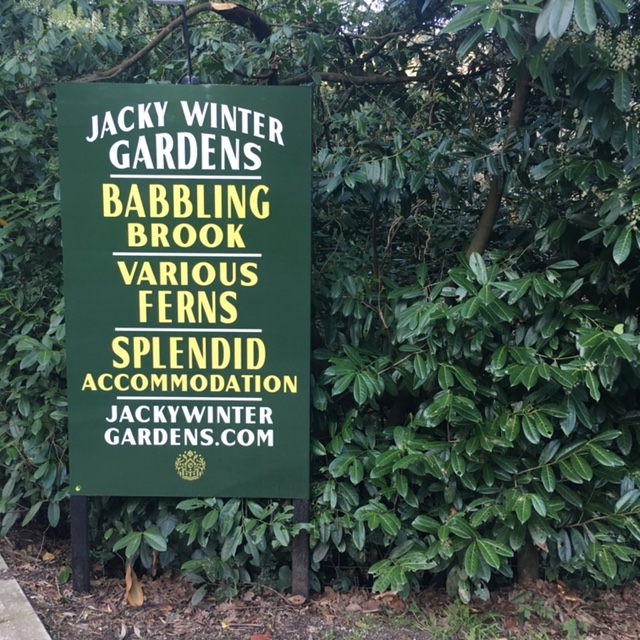 JACKY WINTER
GARDENS
BABBLING
BROOK
VARIOUS
FERNS
SPLENDID
ACCOMMODATION
JACKYWINTER
GARDENS.COM